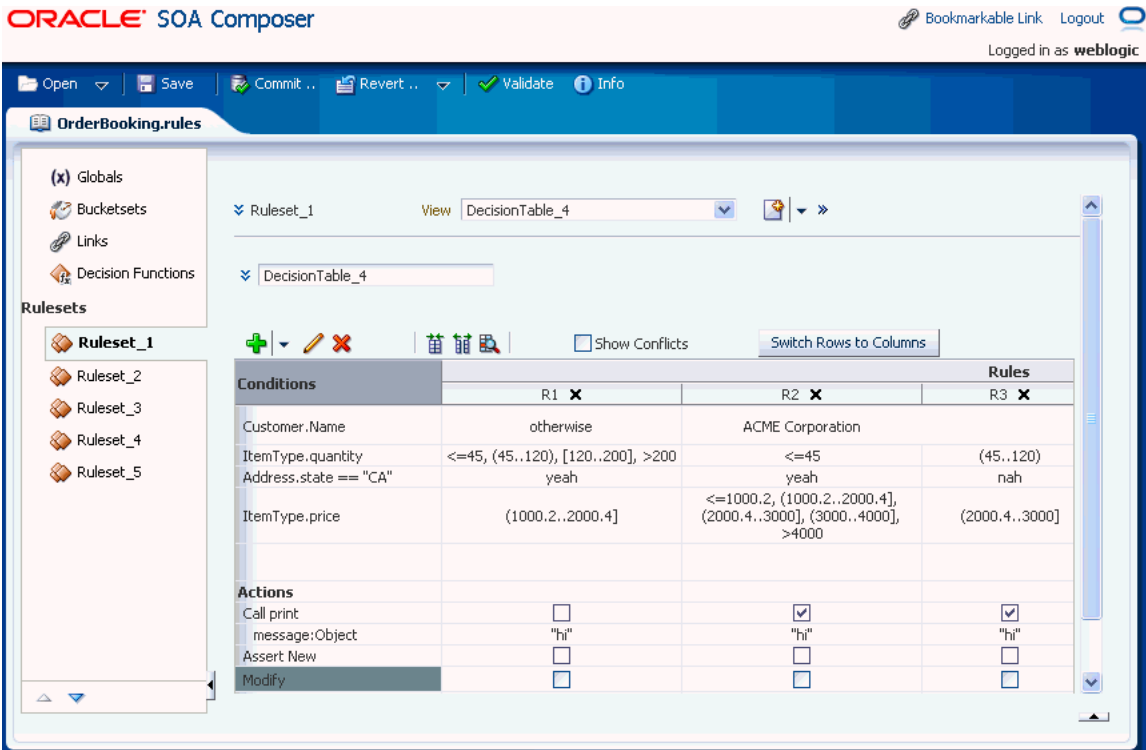 ORACLE® SOA Composer
Bookmarkable Link Logout
Logged in as weblogic
Open Save Commit .. Revert .. Validate Info
OrderBooking.rules
(x) Globals
Bucketsets
Links
Decision Functions
Rulesets
Ruleset_1
Ruleset_2
Ruleset_3
Ruleset_4
Ruleset_5
Ruleset_1 View DecisionTable_4
DecisionTable_4
Show Conflicts Switch Rows to Columns
Conditions Rules
R1 R2 R3
Customer.Name otherwise ACME Corporation
ItemType.quantity <=45, (45..120), [120..200], >200 <=45 (45..120)
Address.state == "CA" yeah yeah nah
ItemType.price (1000.2..2000.4] <=1000.2, (1000.2..2000.4], (2000.4..3000], (3000..4000], >4000 (2000.4..3000]
Actions
Call print
message:Object "hi" "hi" "hi"
Assert New
Modify